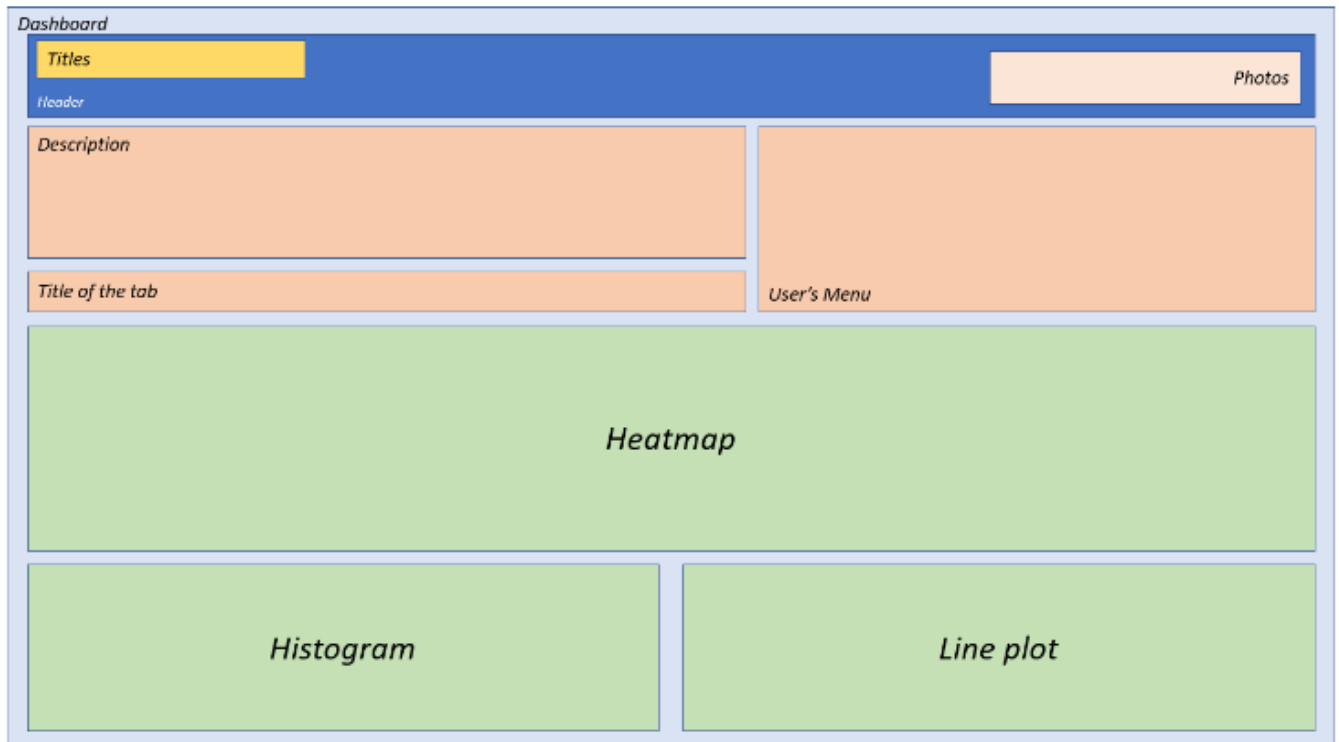 Dashboard
Titles
Photos
Header
Description
Title of the tab
User's Menu
Heatmap
Histogram
Line plot